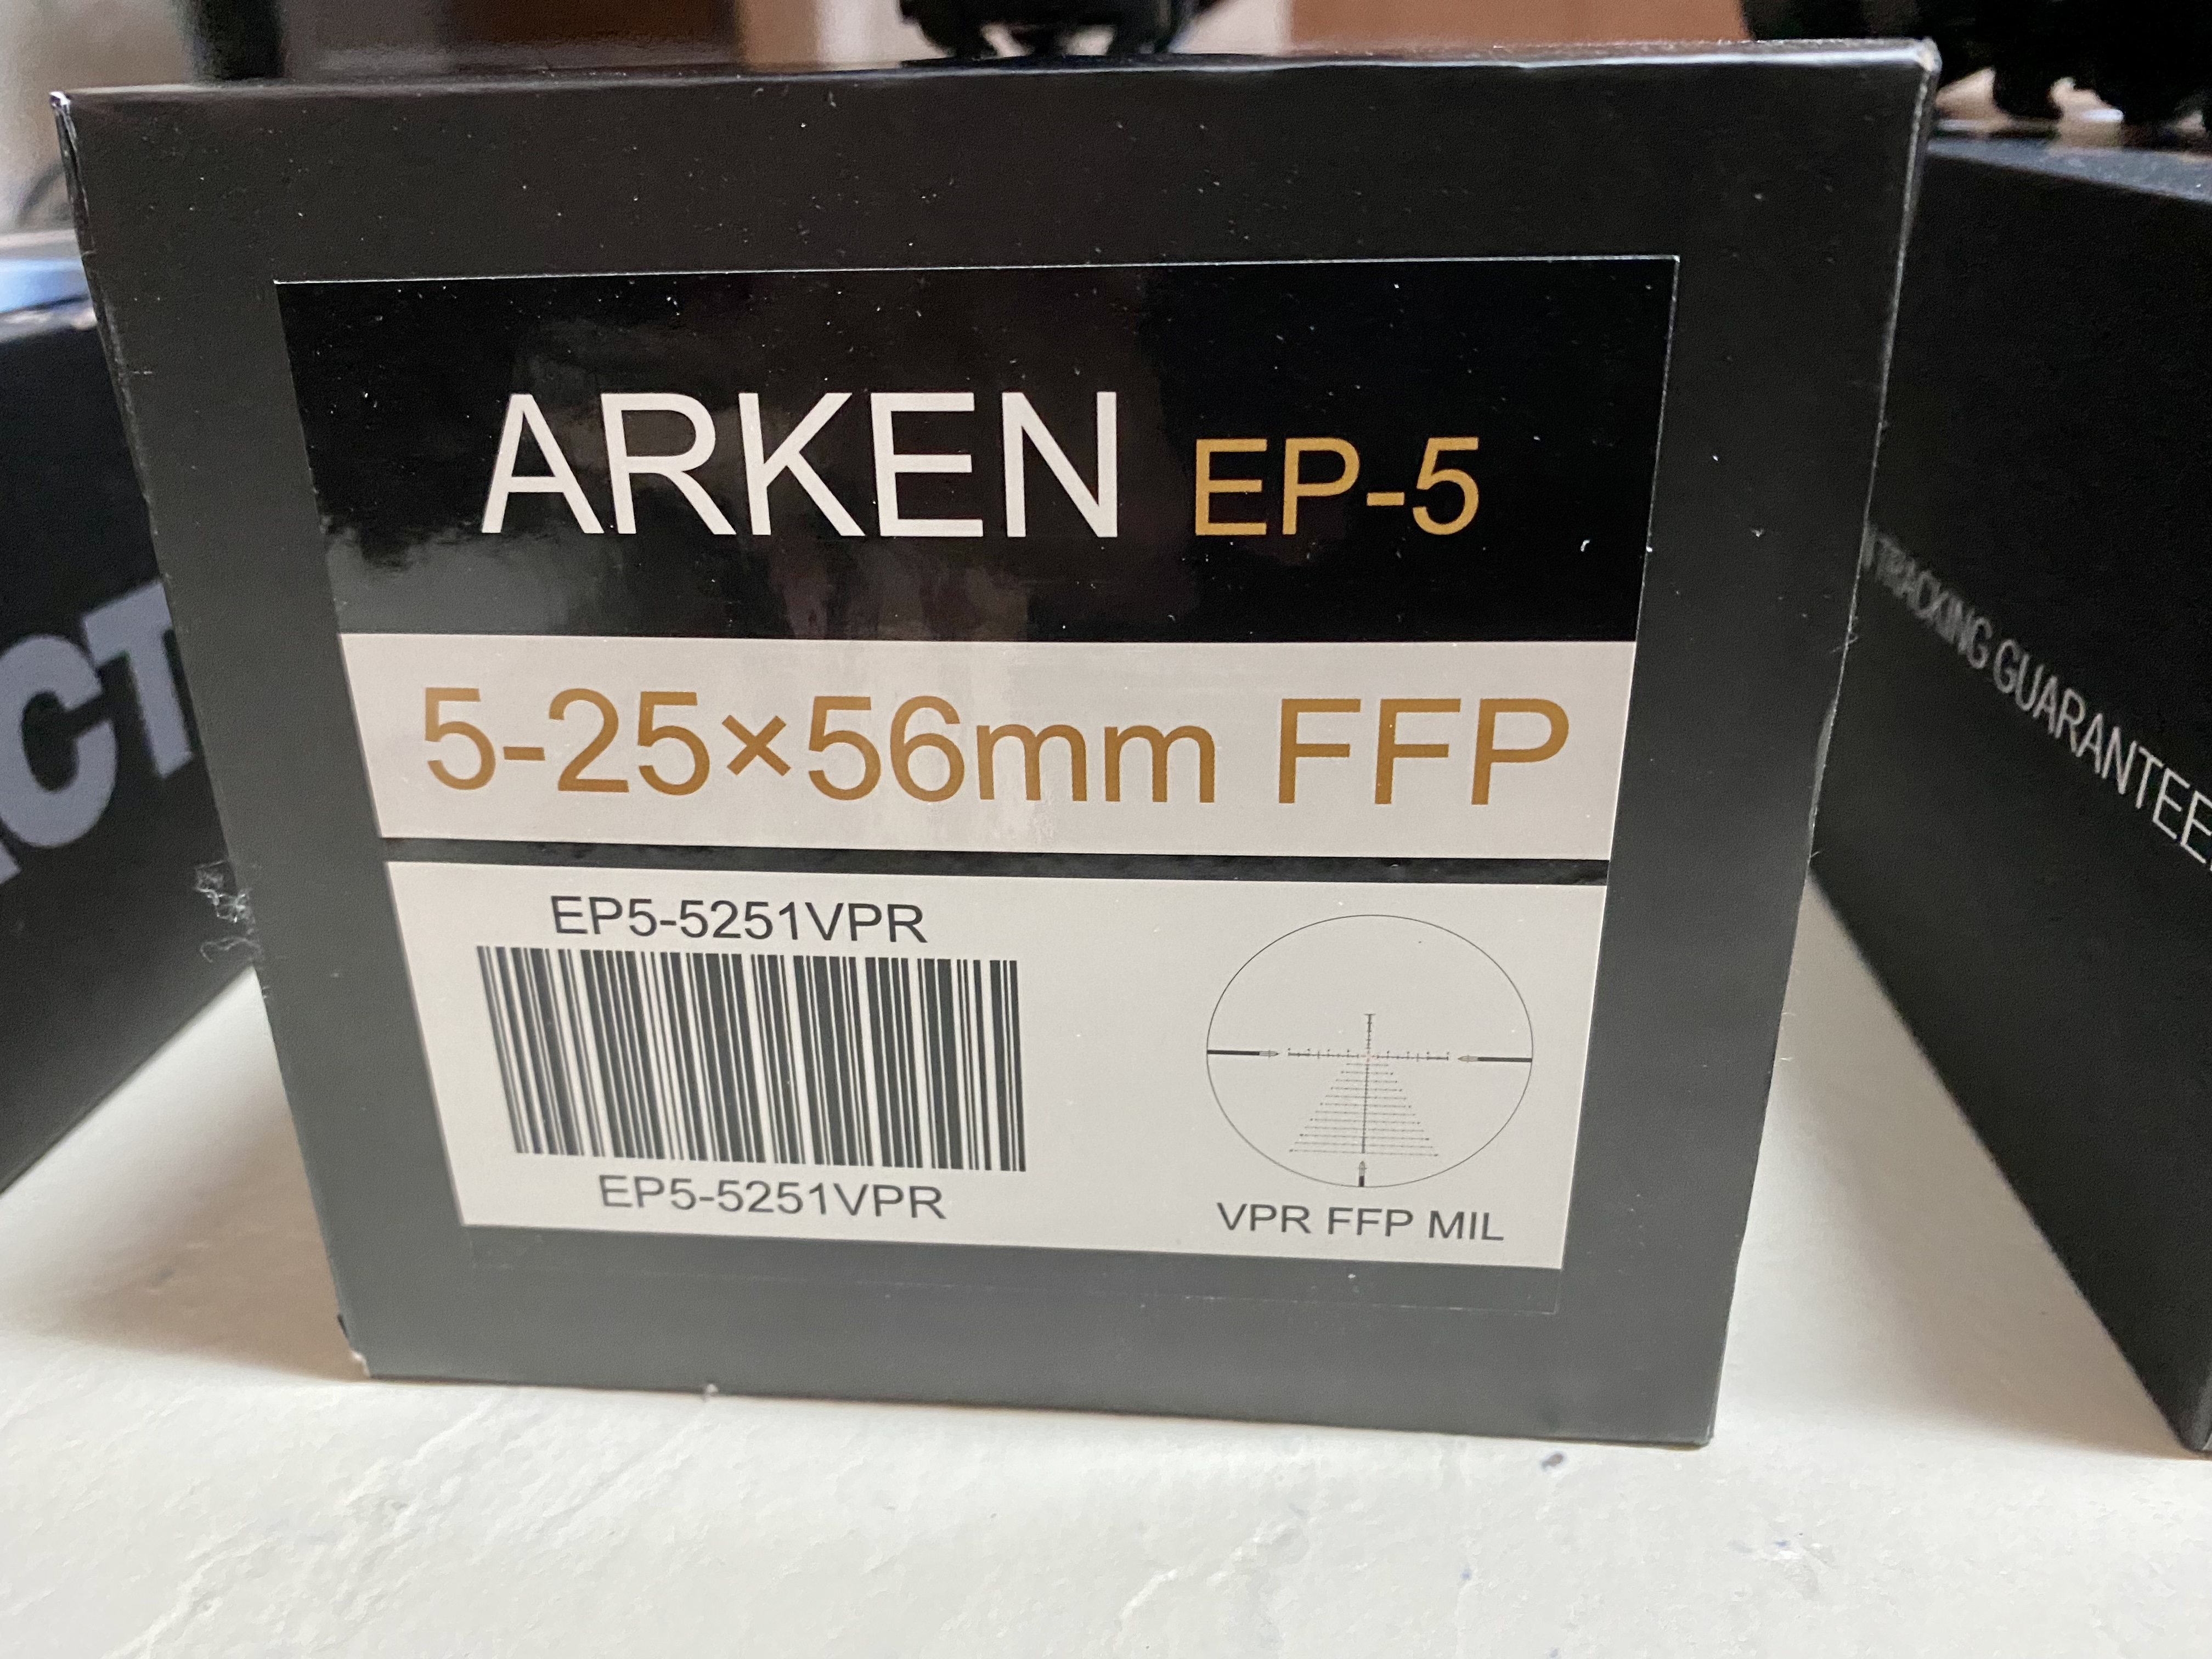 ARKEN EP-5
5-25×56mm FFP
EP5-5251VPR
EP5-5251VPR
VPR FFP MIL
TRACKING GUARANTEE